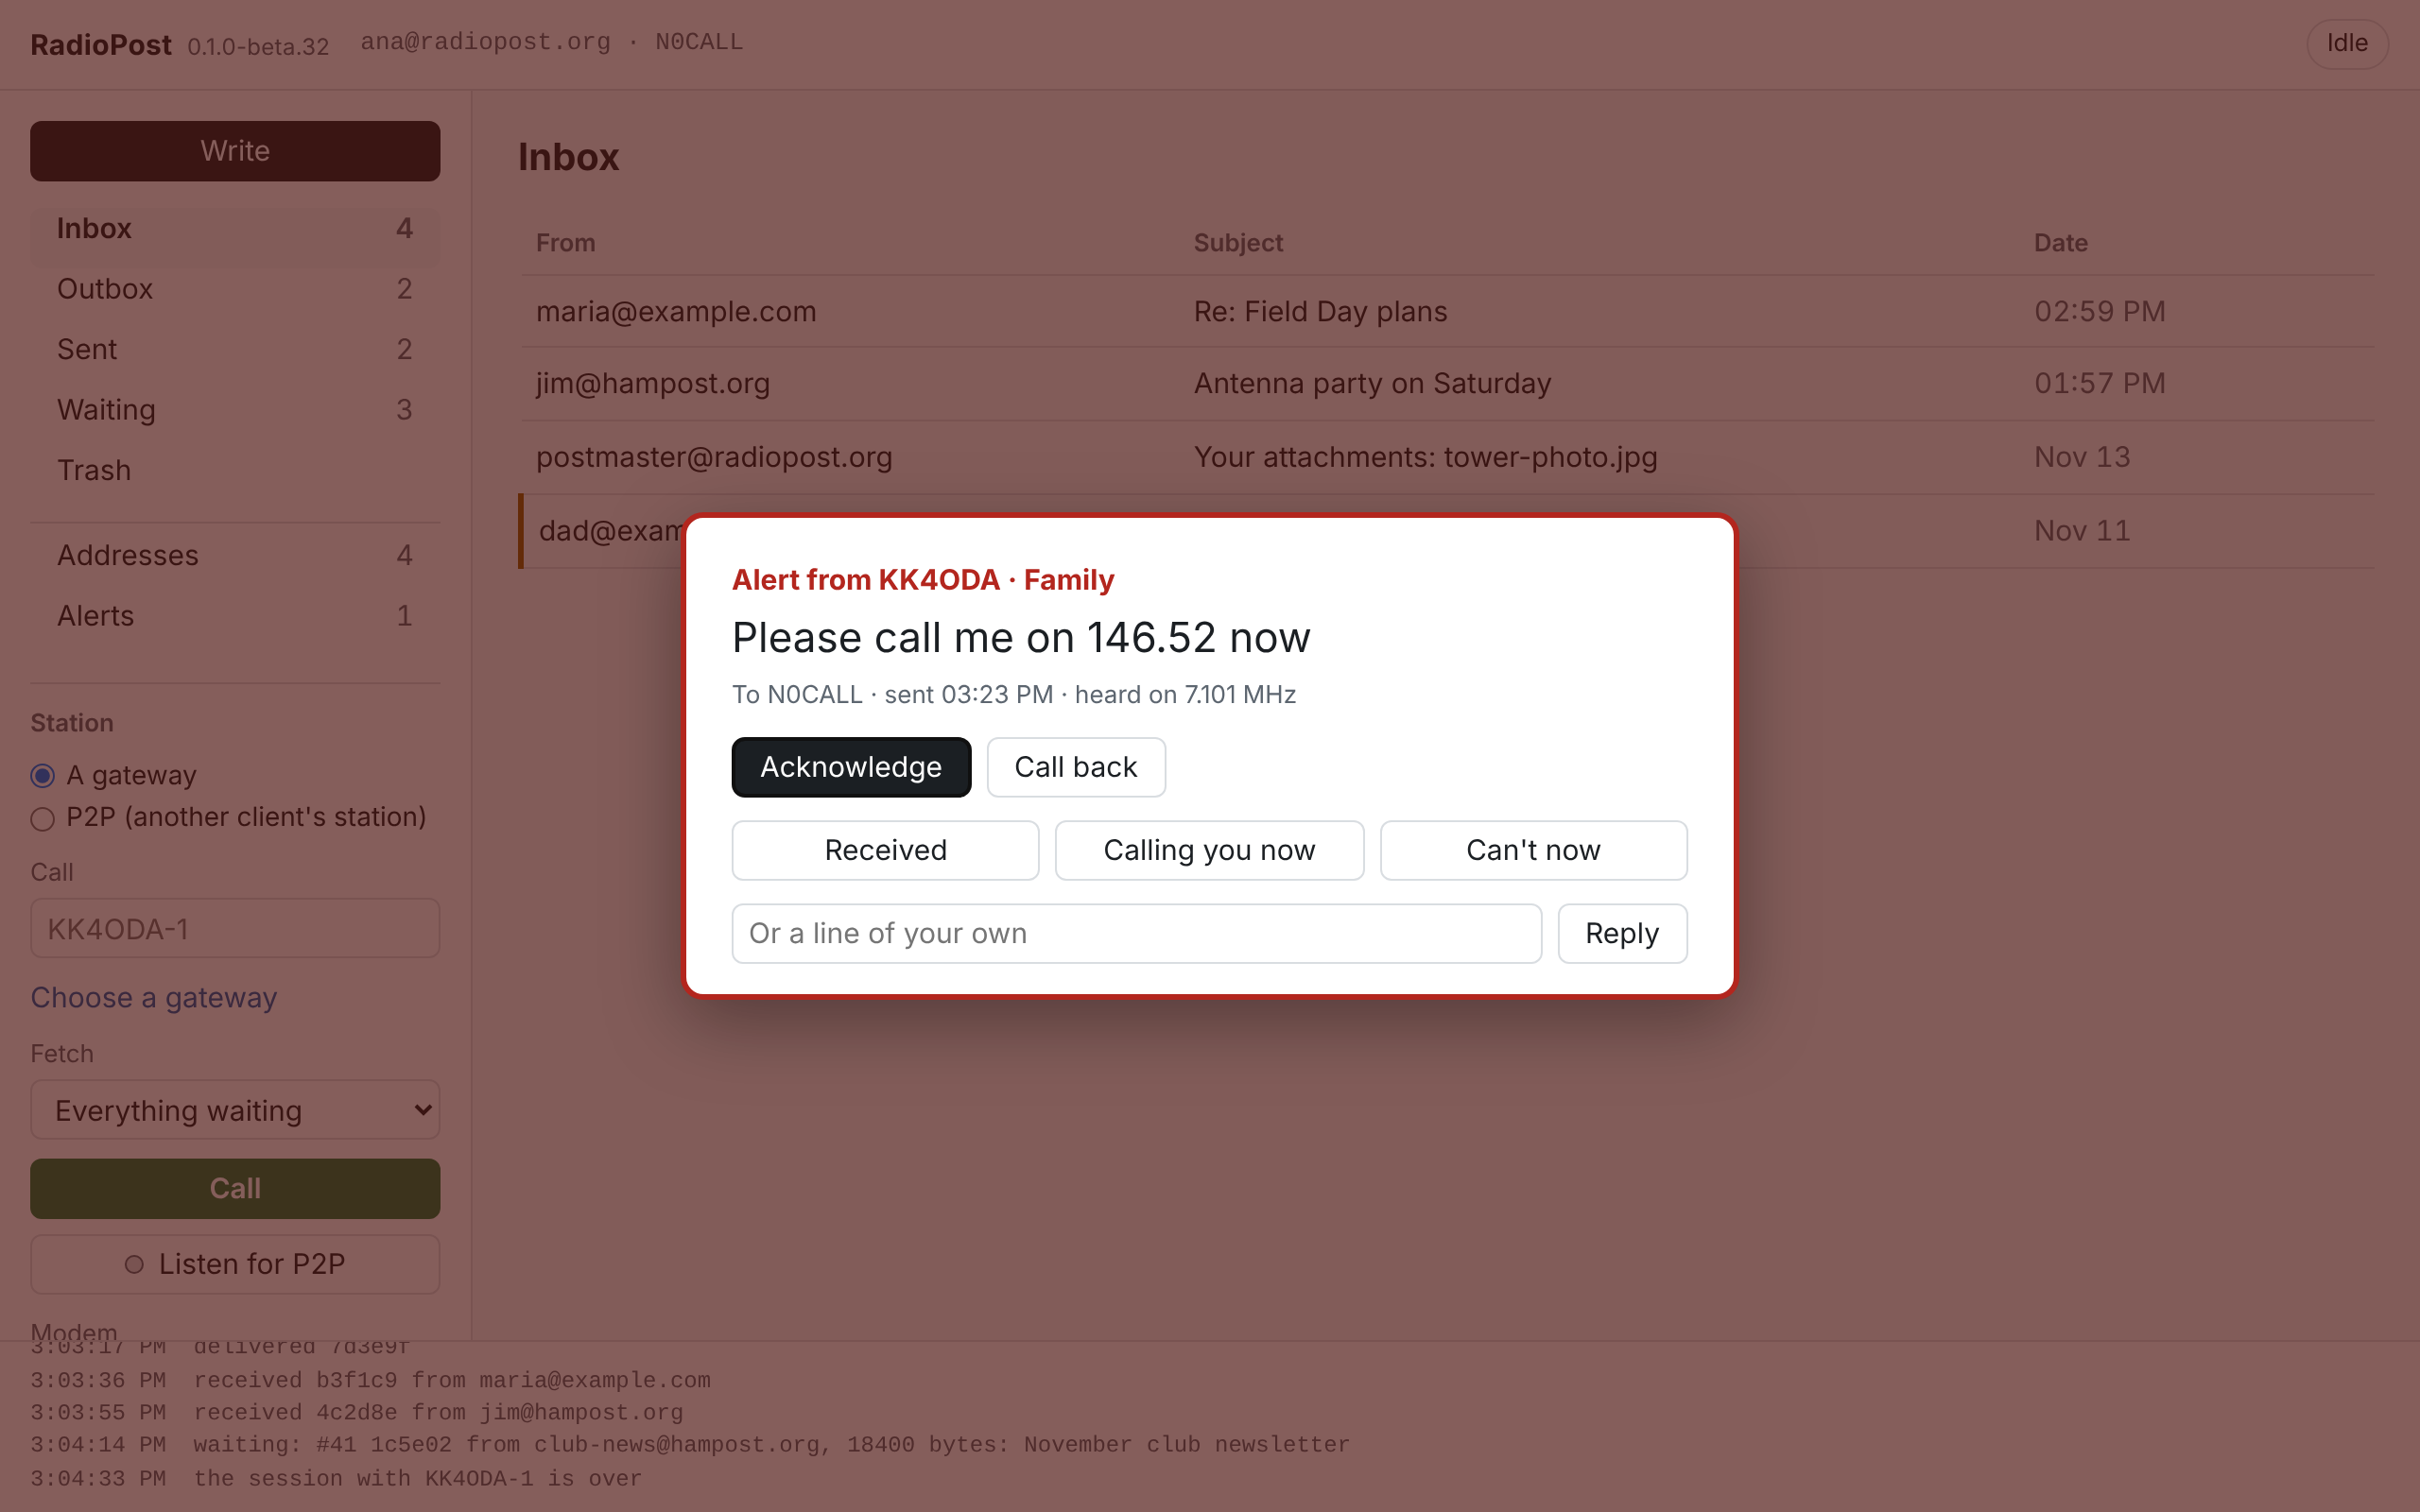 RadioPost 0.1.0-beta.32 ana@radiopost.org · N0CALL Idle
Write
Inbox 4
Outbox 2
Sent 2
Waiting 3
Trash
Addresses 4
Alerts 1
Station
A gateway
P2P (another client's station)
Call
KK4ODA-1
Choose a gateway
Fetch
Everything waiting
Call
Listen for P2P
Modem
Inbox
From Subject Date
maria@example.com Re: Field Day plans 02:59 PM
jim@hampost.org Antenna party on Saturday 01:57 PM
postmaster@radiopost.org Your attachments: tower-photo.jpg Nov 13
dad@exam Nov 11
Alert from KK4ODA · Family
Please call me on 146.52 now
To N0CALL · sent 03:23 PM · heard on 7.101 MHz
Acknowledge Call back
Received Calling you now Can't now
Or a line of your own Reply
3:03:17 PM delivered 7d3e9f
3:03:36 PM received b3f1c9 from maria@example.com
3:03:55 PM received 4c2d8e from jim@hampost.org
3:04:14 PM waiting: #41 1c5e02 from club-news@hampost.org, 18400 bytes: November club newsletter
3:04:33 PM the session with KK4ODA-1 is over